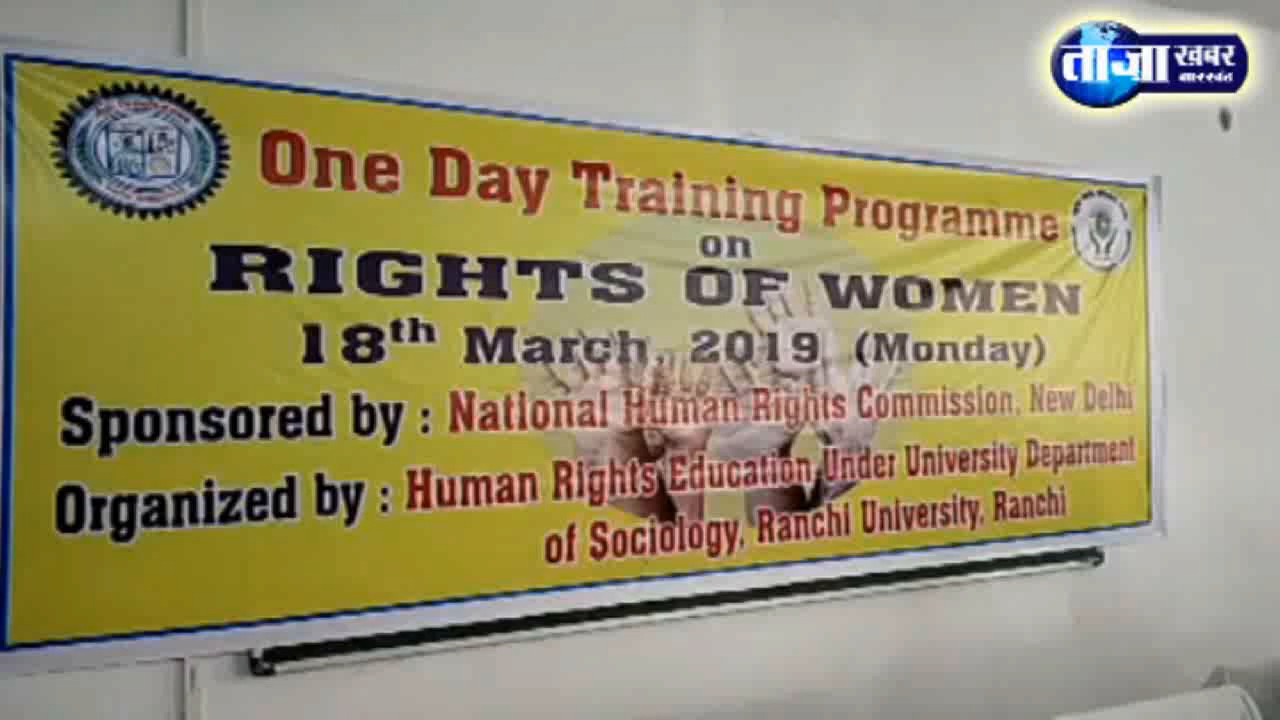 ताजा खबर
झारखंड
One Day Training Programme
on
RIGHTS OF WOMEN
18th March, 2019 (Monday)
Sponsored by : National Human Rights Commission, New Delhi
Organized by : Human Rights Education Under University Department
of Sociology, Ranchi University, Ranchi